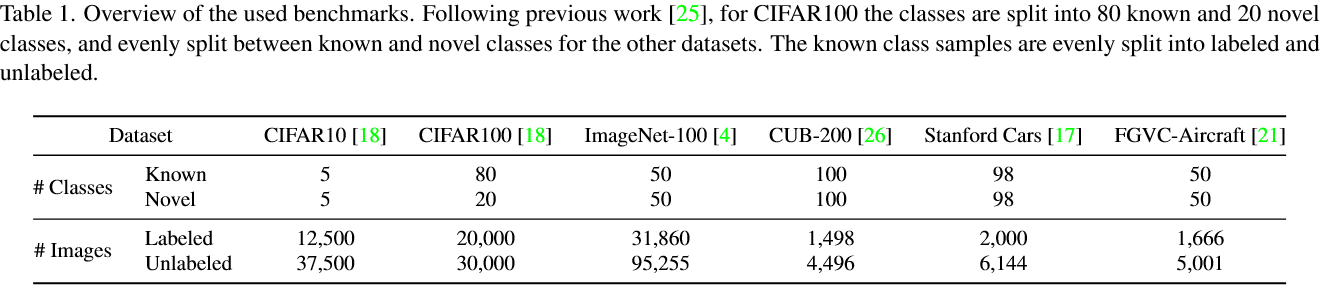 Table 1. Overview of the used benchmarks. Following previous work [25], for CIFAR100 the classes are split into 80 known and 20 novel
classes, and evenly split between known and novel classes for the other datasets. The known class samples are evenly split into labeled and
unlabeled.
Dataset CIFAR10 [18] CIFAR100 [18] ImageNet-100 [4] CUB-200 [26] Stanford Cars [17] FGVC-Aircraft [21]
# Classes Known 5 80 50 100 98 50
Novel 5 20 50 100 98 50
# Images Labeled 12,500 20,000 31,860 1,498 2,000 1,666
Unlabeled 37,500 30,000 95,255 4,496 6,144 5,001